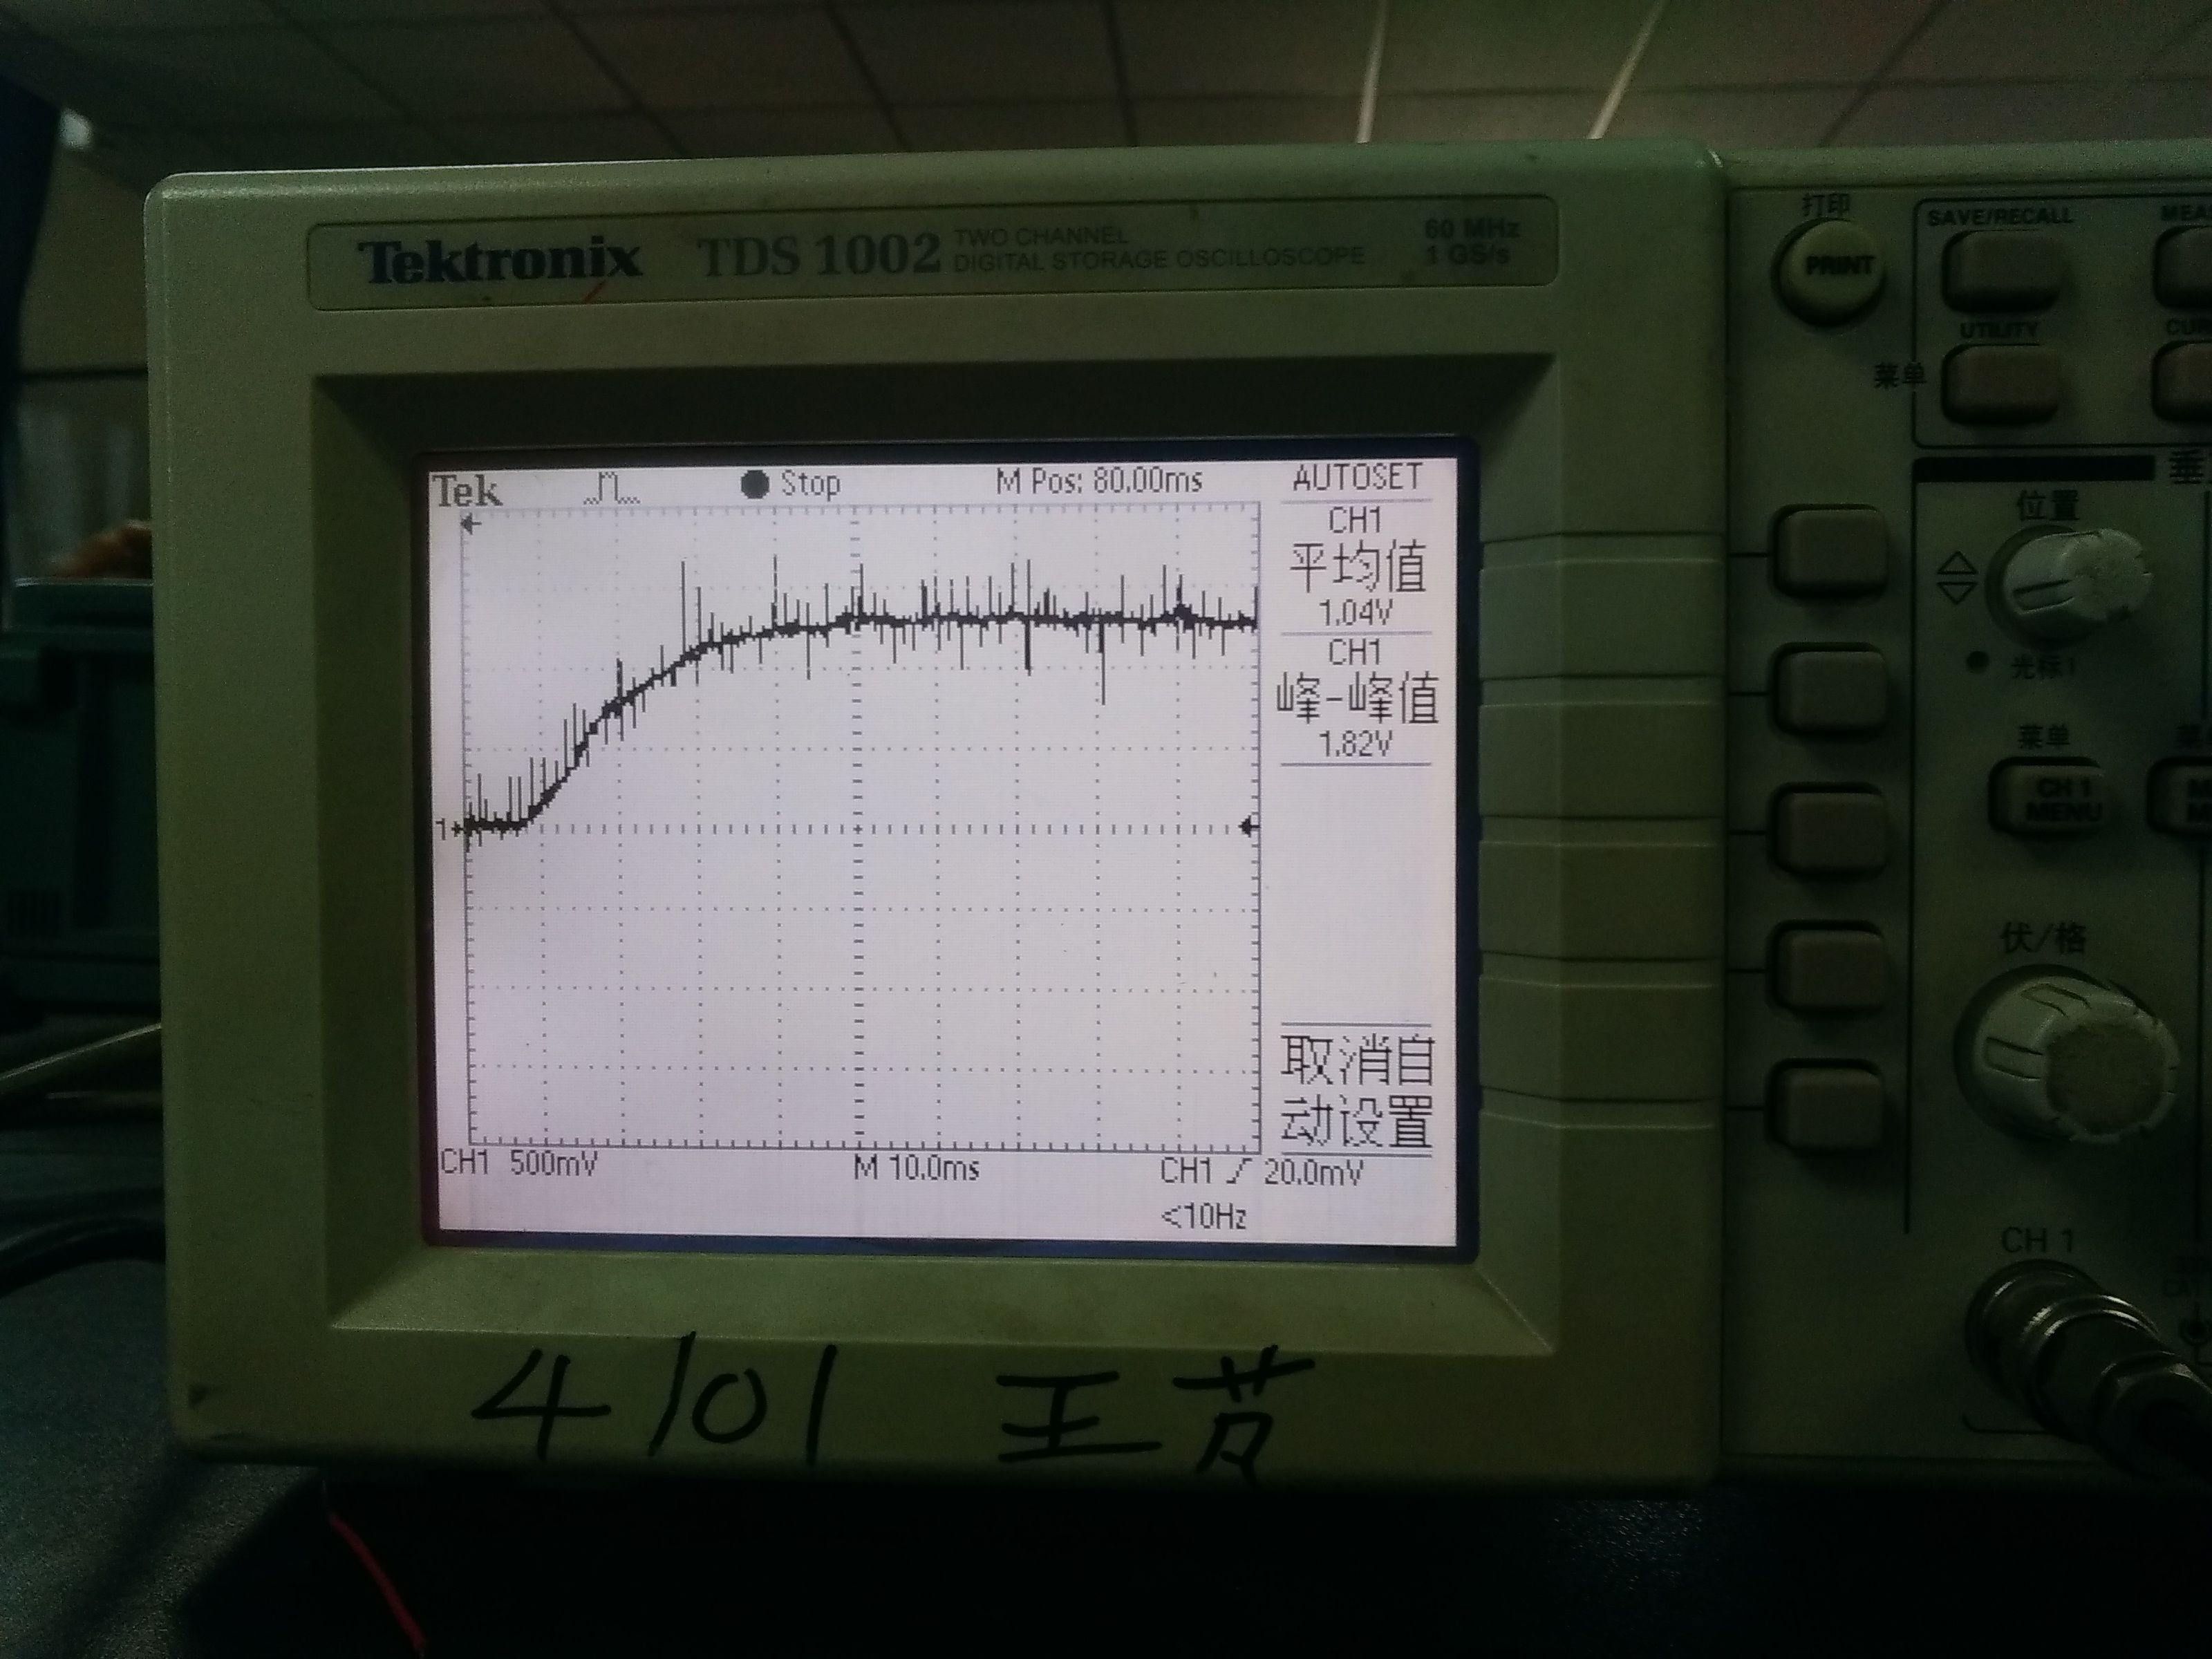 Tektronix TDS 1002 TWO CHANNEL DIGITAL STORAGE OSCILLOSCOPE
60 MHz
1 GS/s
打印
PRINT
SAVE/RECALL
UTILITY
菜单
Tek Stop M Pos: 80.00ms AUTOSET
CH1
平均值
1.04V
CH1
峰-峰值
1.82V
取消自
动设置
1
CH1 500mV M 10.0ms CH1 20.0mV
<10Hz
位置
光标1
菜单
CH 1
MENU
伏/格
CH 1
4101 王